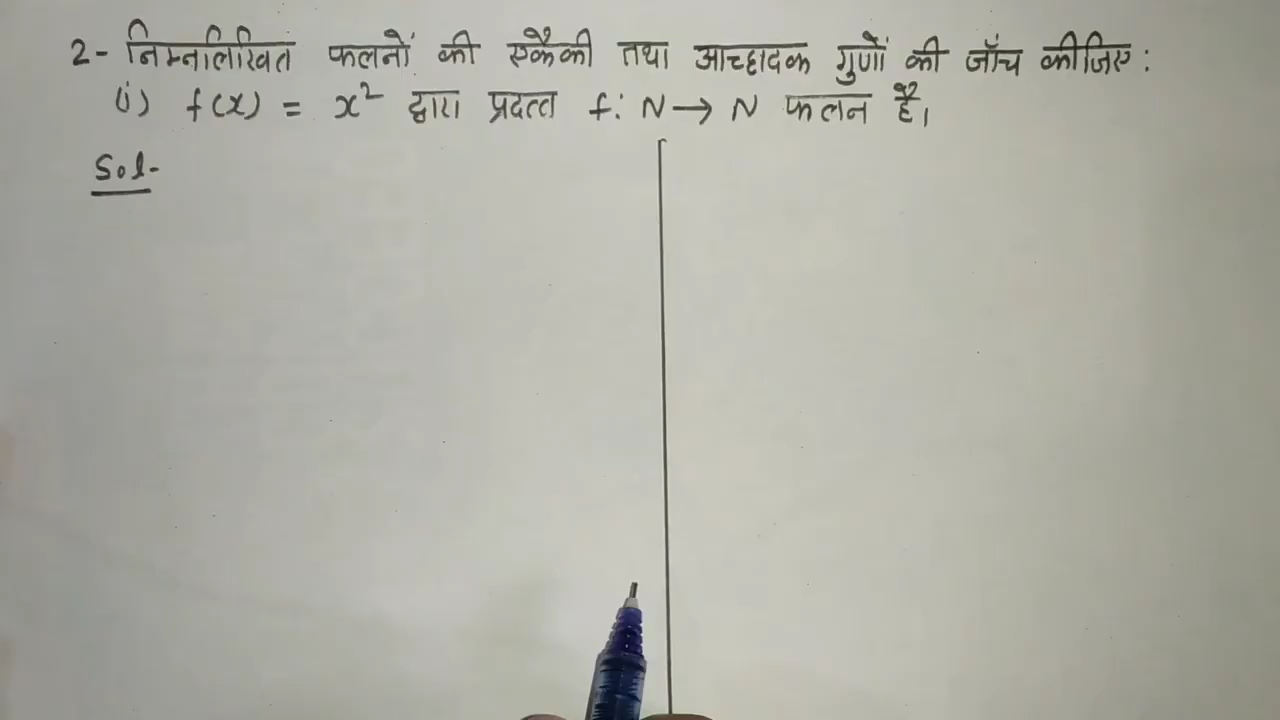 2- निम्नलिखित फलनों की एकैकी तथा आच्छादक गुणों की जाँच कीजिए :
(i) f(x) = x² द्वारा प्रदत्त f: N → N फलन है।
Sol-